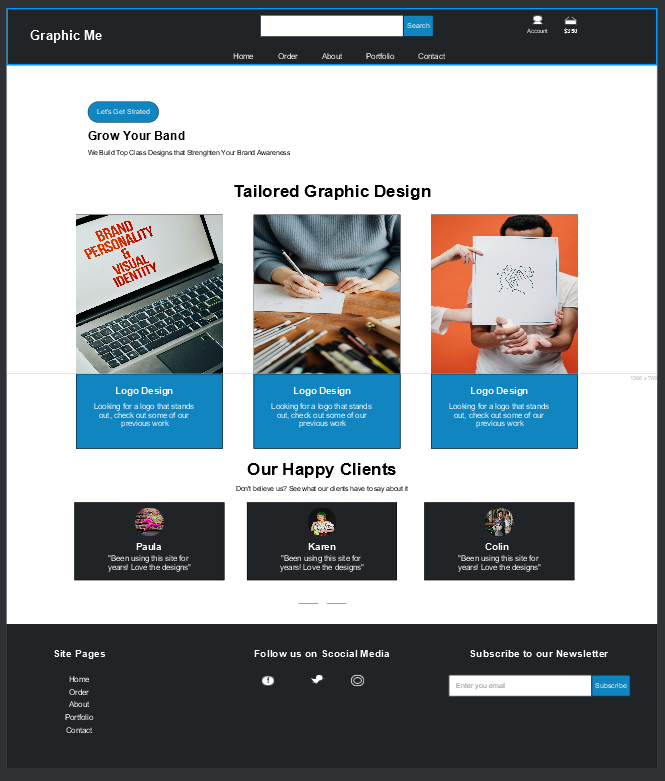 Graphic Me
Search
Account
$350
Home Order About Portfolio Contact
Let's Get Strated
Grow Your Band
We Build Top Class Designs that Strenghten Your Brand Awareness
Tailored Graphic Design
BRAND
PERSONALITY
&
VISUAL
IDENTITY
Logo Design
Looking for a logo that stands
out, check out some of our
previous work
Logo Design
Looking for a logo that stands
out, check out some of our
previous work
Logo Design
Looking for a logo that stands
out, check out some of our
previous work
Our Happy Clients
Don't believe us? See what our clients have to say about it
Paula
"Been using this site for
years! Love the designs"
Karen
"Been using this site for
years! Love the designs"
Colin
"Been using this site for
years! Love the designs"
Site Pages
Home
Order
About
Portfolio
Contact
Follow us on Scocial Media
Subscribe to our Newsletter
Enter you email
Subscribe